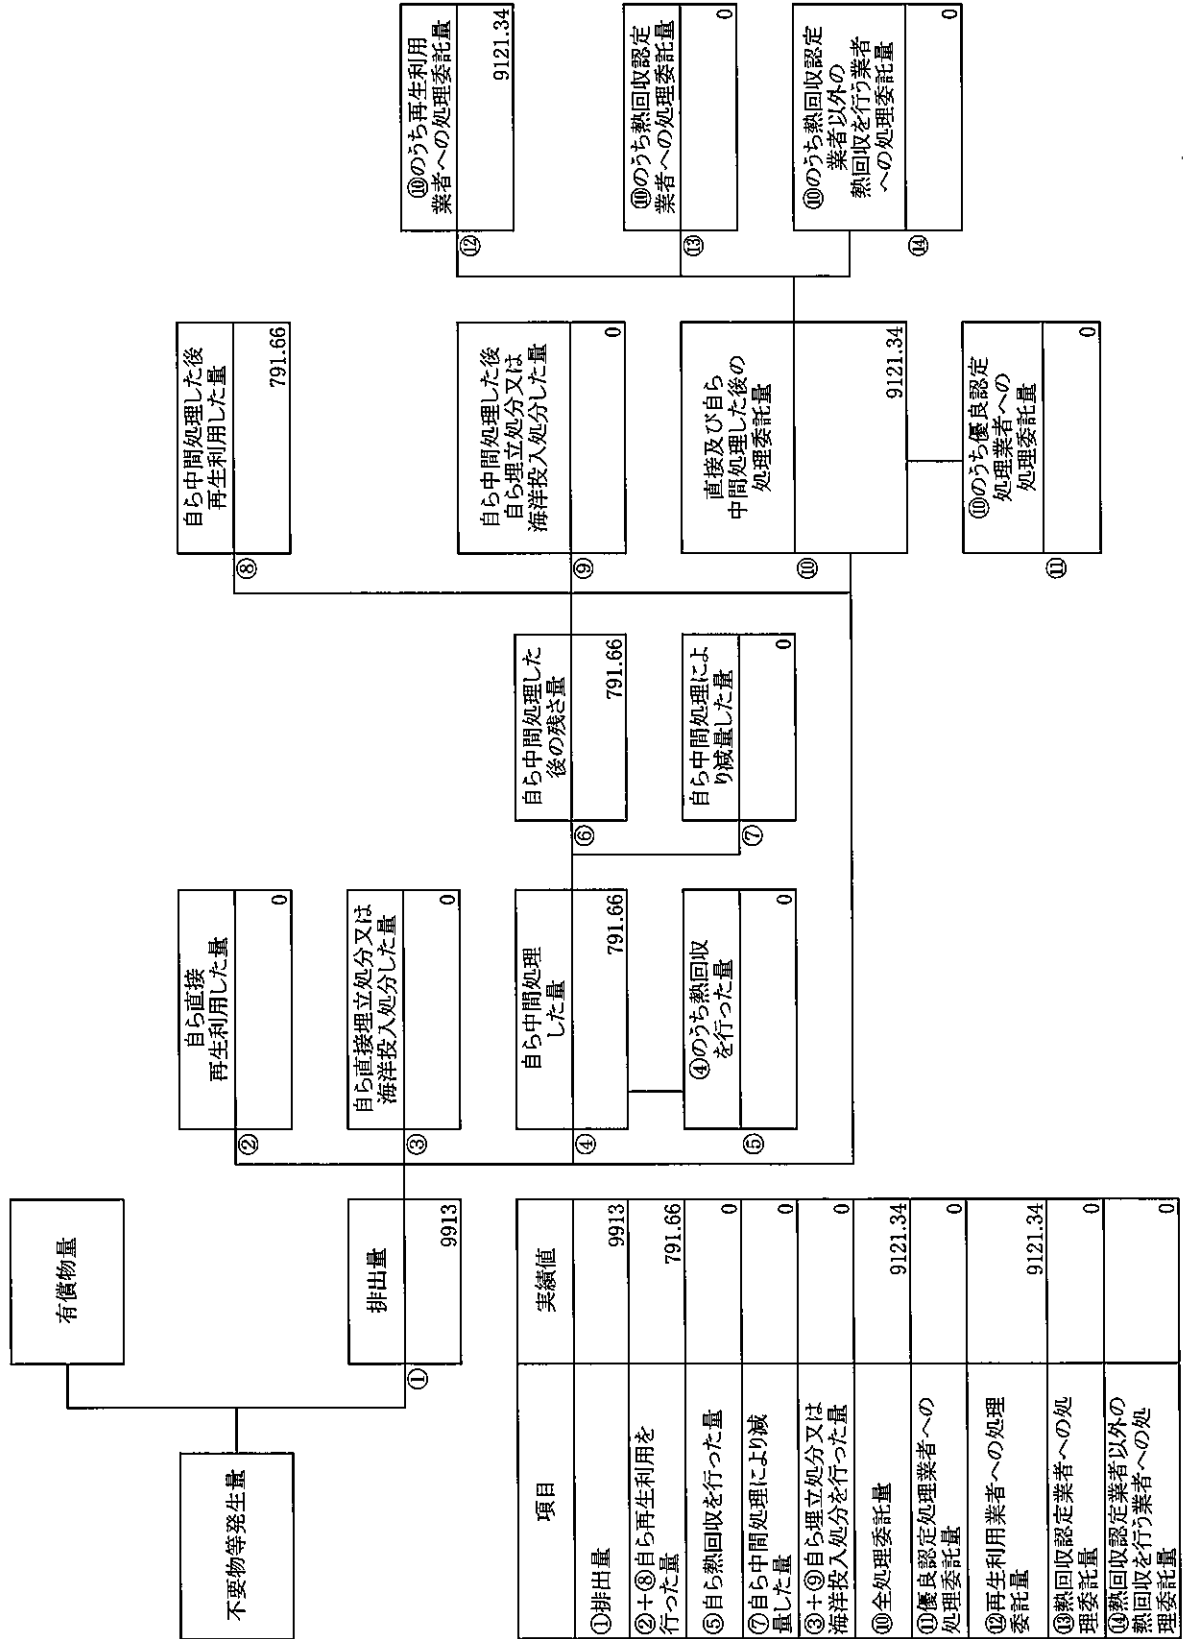 有償物量
不要物等発生量
排出量
①
9913
自ら直接
再生利用した量
②
0
自ら直接埋立処分又は
海洋投入処分した量
③
0
自ら中間処理
した量
④
791.66
④のうち熱回収
を行った量
⑤
0
自ら中間処理した
後の残さ量
⑥
791.66
自ら中間処理によ
り減量した量
⑦
0
自ら中間処理した後
再生利用した量
⑧
791.66
自ら中間処理した後
自ら埋立処分又は
海洋投入処分した量
⑨
0
直接及び自ら
中間処理した後の
処理委託量
⑩
9121.34
⑩のうち優良認定
処理業者への
処理委託量
⑪
0
⑩のうち再生利用
業者への処理委託量
⑫
9121.34
⑩のうち熱回収認定
業者への処理委託量
⑬
0
⑩のうち熱回収認定
業者以外の
熱回収を行う業者
への処理委託量
⑭
0
項目 実績値
①排出量 9913
②+⑧自ら再生利用を
行った量 791.66
⑤自ら熱回収を行った量 0
⑦自ら中間処理により減
量した量 0
③+⑨自ら埋立処分又は
海洋投入処分を行った量 0
⑩全処理委託量 9121.34
⑪優良認定処理業者への
処理委託量 0
⑫再生利用業者への処理
委託量 9121.34
⑬熱回収認定業者への処
理委託量 0
⑭熱回収認定業者以外の
熱回収を行う業者への処
理委託量 0